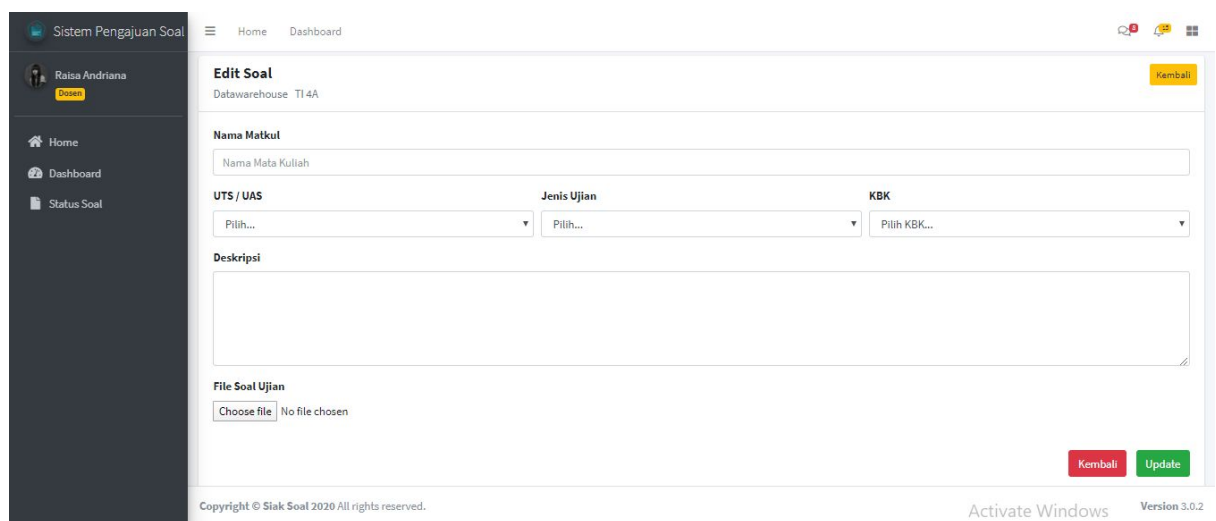 Sistem Pengajuan Soal
Home Dashboard
Raisa Andriana
Dosen
Home
Dashboard
Status Soal
Edit Soal
Kembali
Datawarehouse TI 4A
Nama Matkul
Nama Mata Kuliah
UTS / UAS Jenis Ujian KBK
Pilih... Pilih... Pilih KBK...
Deskripsi
File Soal Ujian
Choose file No file chosen
Kembali Update
Copyright © Siak Soal 2020 All rights reserved.
Activate Windows
Version 3.0.2